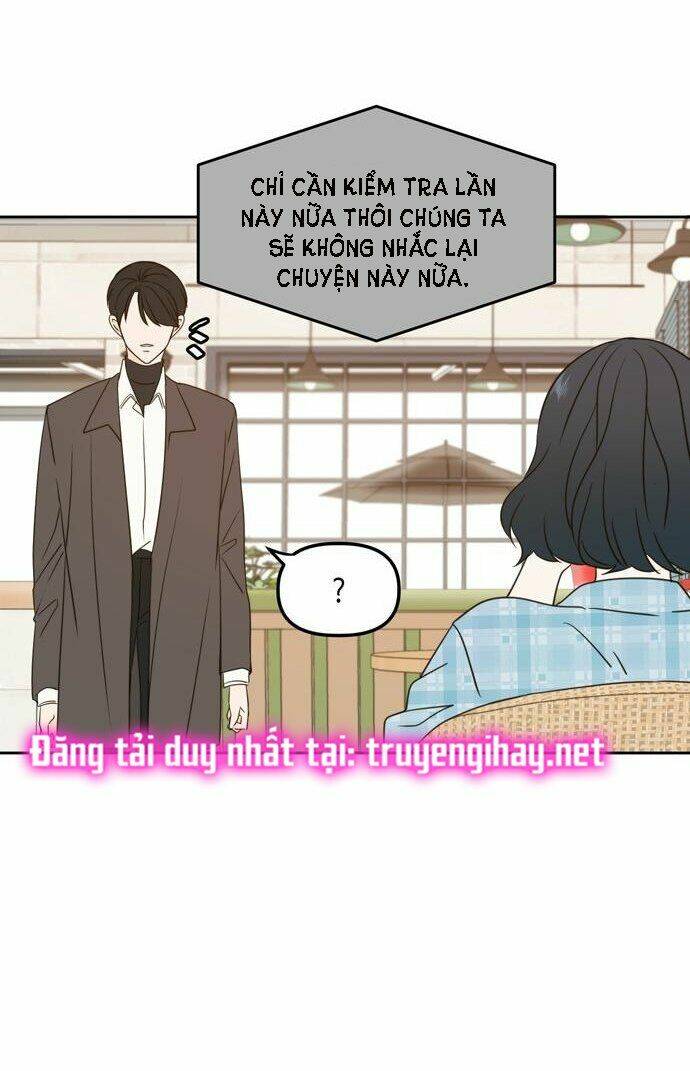 CHỈ CẦN KIỂM TRA LẦN
NÀY NỮA THÔI CHÚNG TA
SẼ KHÔNG NHẮC LẠI
CHUYỆN NÀY NỮA.
?
Đăng tải duy nhất tại: truyengihay.net